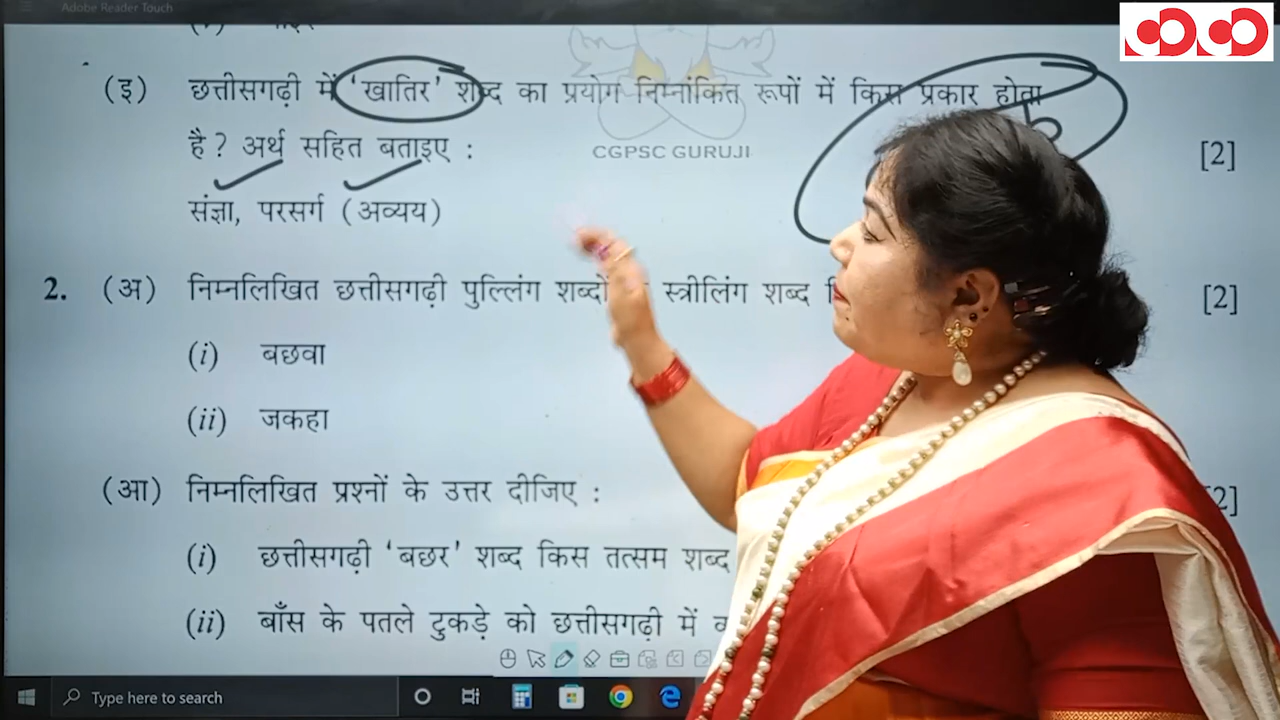 Adobe Reader Touch
(इ) छत्तीसगढ़ी में 'खातिर' शब्द का प्रयोग निम्नांकित रूपों में किस प्रकार होता
है ? अर्थ सहित बताइए : [2]
संज्ञा, परसर्ग (अव्यय)
CGPSC GURUJI
2. (अ) निम्नलिखित छत्तीसगढ़ी पुल्लिंग शब्दों स्त्रीलिंग शब्द [2]
(i) बछवा
(ii) जकहा
(आ) निम्नलिखित प्रश्नों के उत्तर दीजिए : 2]
(i) छत्तीसगढ़ी 'बछर' शब्द किस तत्सम शब्द
(ii) बाँस के पतले टुकड़े को छत्तीसगढ़ी में
Type here to search